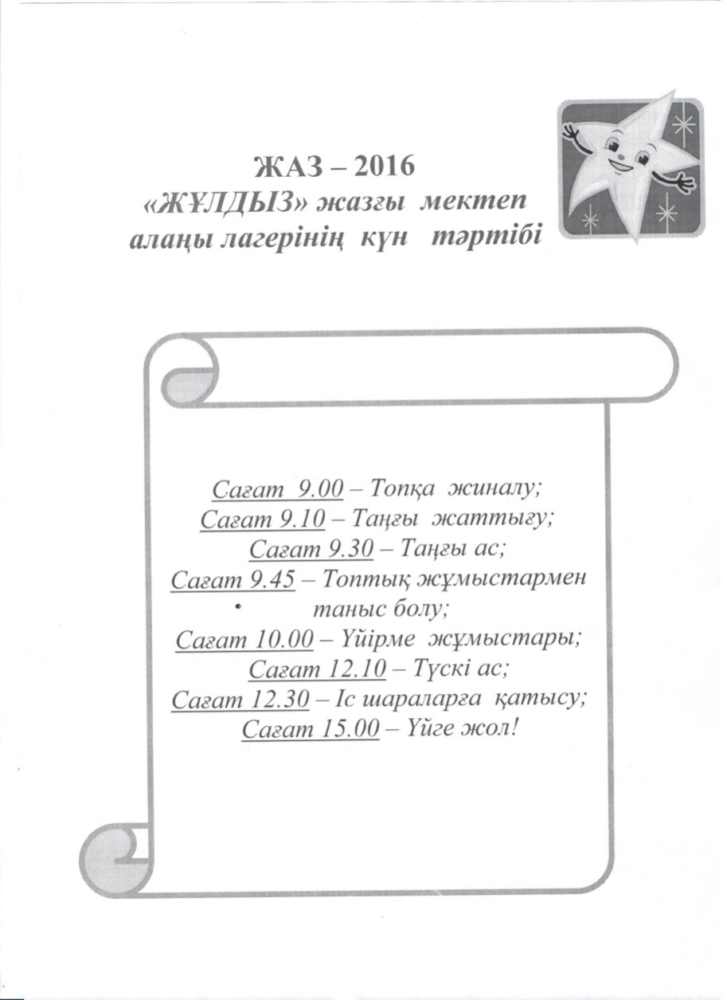 ЖАЗ – 2016
«ЖҰЛДЫЗ» жазғы мектеп
алаңы лагерінің күн тәртібі
Сағат 9.00 – Топқа жиналу;
Сағат 9.10 – Таңғы жаттығу;
Сағат 9.30 – Таңғы ас;
Сағат 9.45 – Топтық жұмыстармен
таныс болу;
Сағат 10.00 – Үйірме жұмыстары;
Сағат 12.10 – Түскі ас;
Сағат 12.30 – Іс шараларға қатысу;
Сағат 15.00 – Үйге жол!